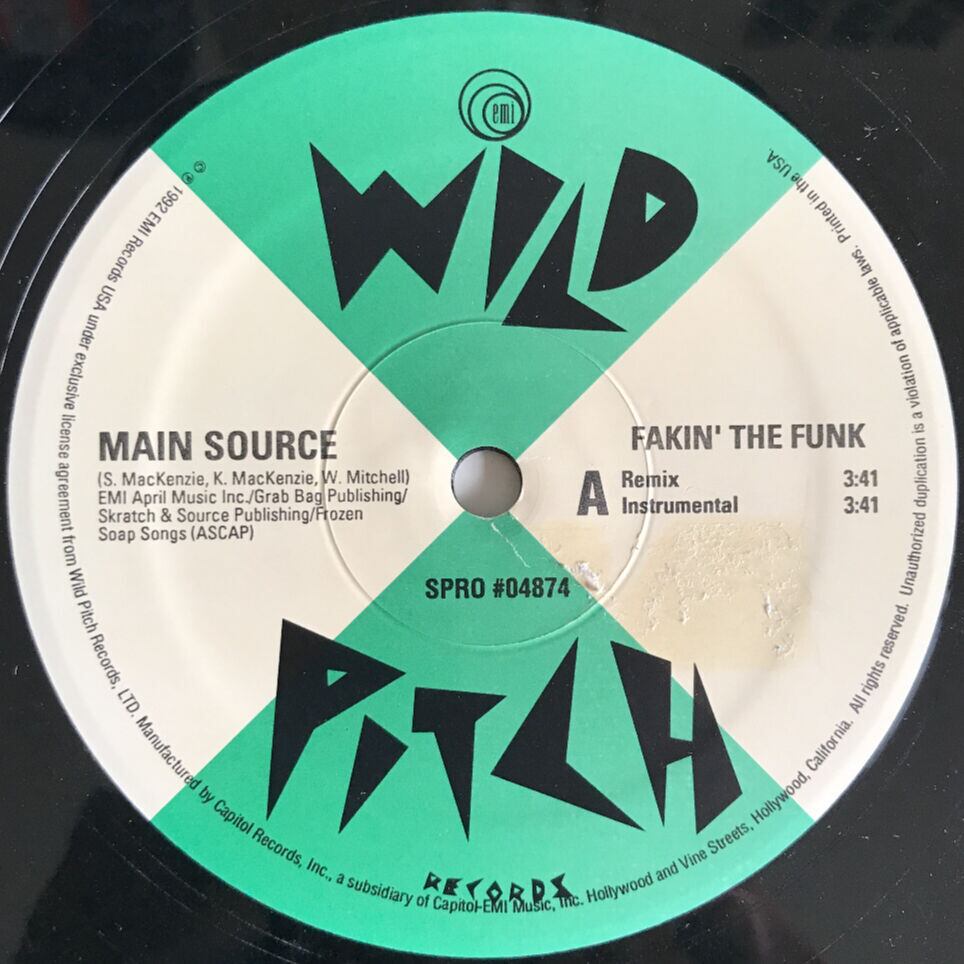 emi
WILD
MAIN SOURCE
(S. MacKenzie, K. MacKenzie, W. Mitchell)
EMI April Music Inc./Grab Bag Publishing/
Skratch & Source Publishing/Frozen
Soap Songs (ASCAP)
FAKIN' THE FUNK
A
Remix 3:41
Instrumental 3:41
SPRO #04874
PITCH
RECORDS
© ℗ 1992 EMI Records USA under exclusive license agreement from Wild Pitch Records, LTD. Manufactured by Capitol Records, Inc., a subsidiary of Capitol-EMI Music, Inc. Hollywood and Vine Streets, Hollywood, California. All rights reserved. Unauthorized duplication is a violation of applicable laws. Printed in the USA.